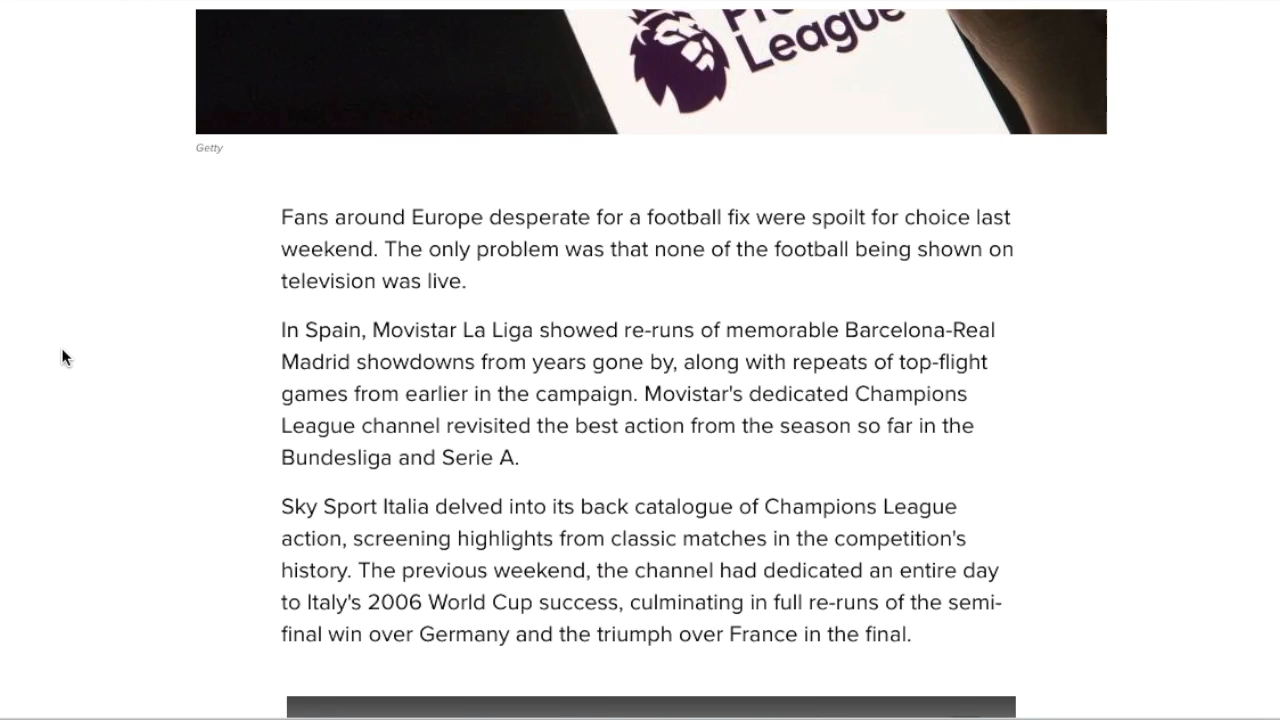 League
Getty
Fans around Europe desperate for a football fix were spoilt for choice last
weekend. The only problem was that none of the football being shown on
television was live.
In Spain, Movistar La Liga showed re-runs of memorable Barcelona-Real
Madrid showdowns from years gone by, along with repeats of top-flight
games from earlier in the campaign. Movistar's dedicated Champions
League channel revisited the best action from the season so far in the
Bundesliga and Serie A.
Sky Sport Italia delved into its back catalogue of Champions League
action, screening highlights from classic matches in the competition's
history. The previous weekend, the channel had dedicated an entire day
to Italy's 2006 World Cup success, culminating in full re-runs of the semi-
final win over Germany and the triumph over France in the final.